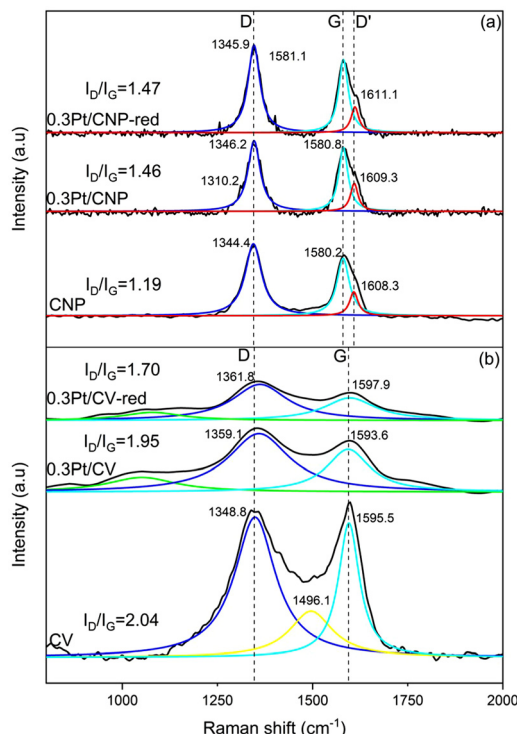 D G D' (a)
1345.9 1581.1
I_D/I_G=1.47
0.3Pt/CNP-red
1611.1
1346.2 1580.8
I_D/I_G=1.46
0.3Pt/CNP
1310.2 1609.3
1344.4 1580.2
I_D/I_G=1.19
CNP
1608.3
Intensity (a.u)
D G (b)
I_D/I_G=1.70
0.3Pt/CV-red
1361.8 1597.9
I_D/I_G=1.95
0.3Pt/CV
1359.1 1593.6
1348.8 1595.5
1496.1
I_D/I_G=2.04
CV
Intensity (a.u)
1000 1250 1500 1750 2000
Raman shift (cm⁻¹)